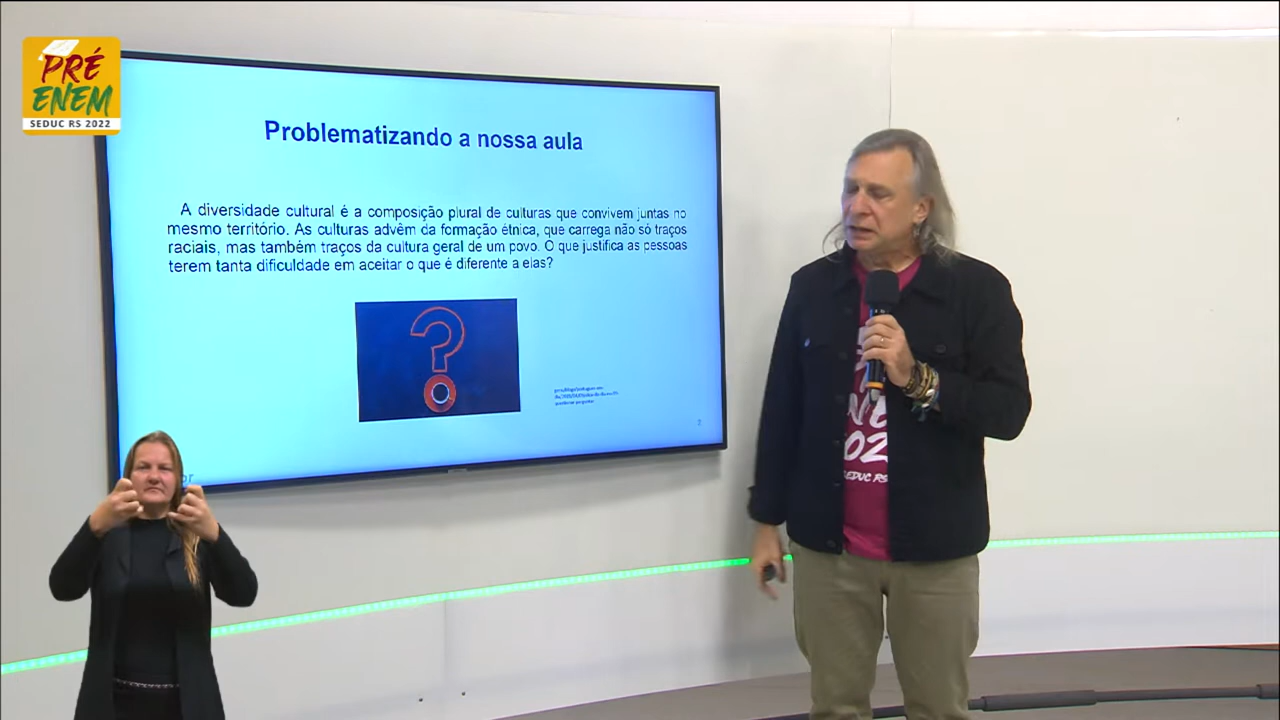 PRÉ
ENEM
SEDUC RS 2022
Problematizando a nossa aula
A diversidade cultural é a composição plural de culturas que convivem juntas no
mesmo território. As culturas advêm da formação étnica, que carrega não só traços
raciais, mas também traços da cultura geral de um povo. O que justifica as pessoas
terem tanta dificuldade em aceitar o que é diferente a elas?
2
SEDUC RS